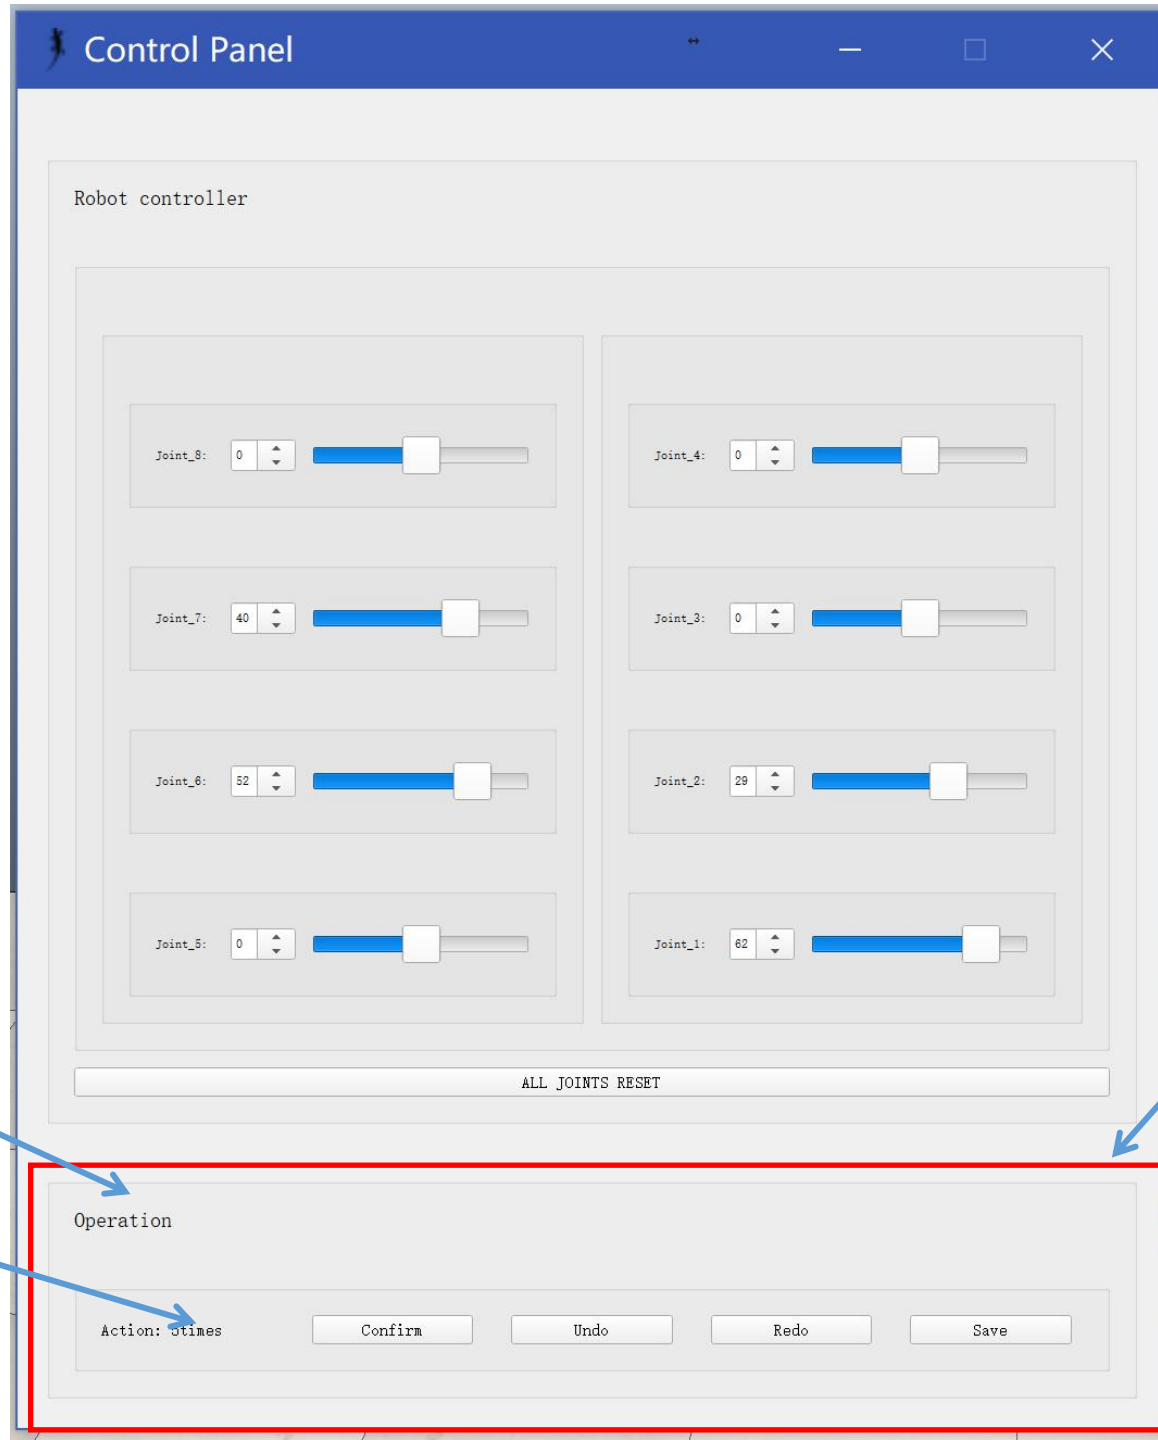 Control Panel
Robot controller
Joint_8: 0
Joint_4: 0
Joint_7: 40
Joint_3: 0
Joint_6: 52
Joint_2: 29
Joint_5: 0
Joint_1: 62
ALL JOINTS RESET
Operation
Action: 5times Confirm Undo Redo Save